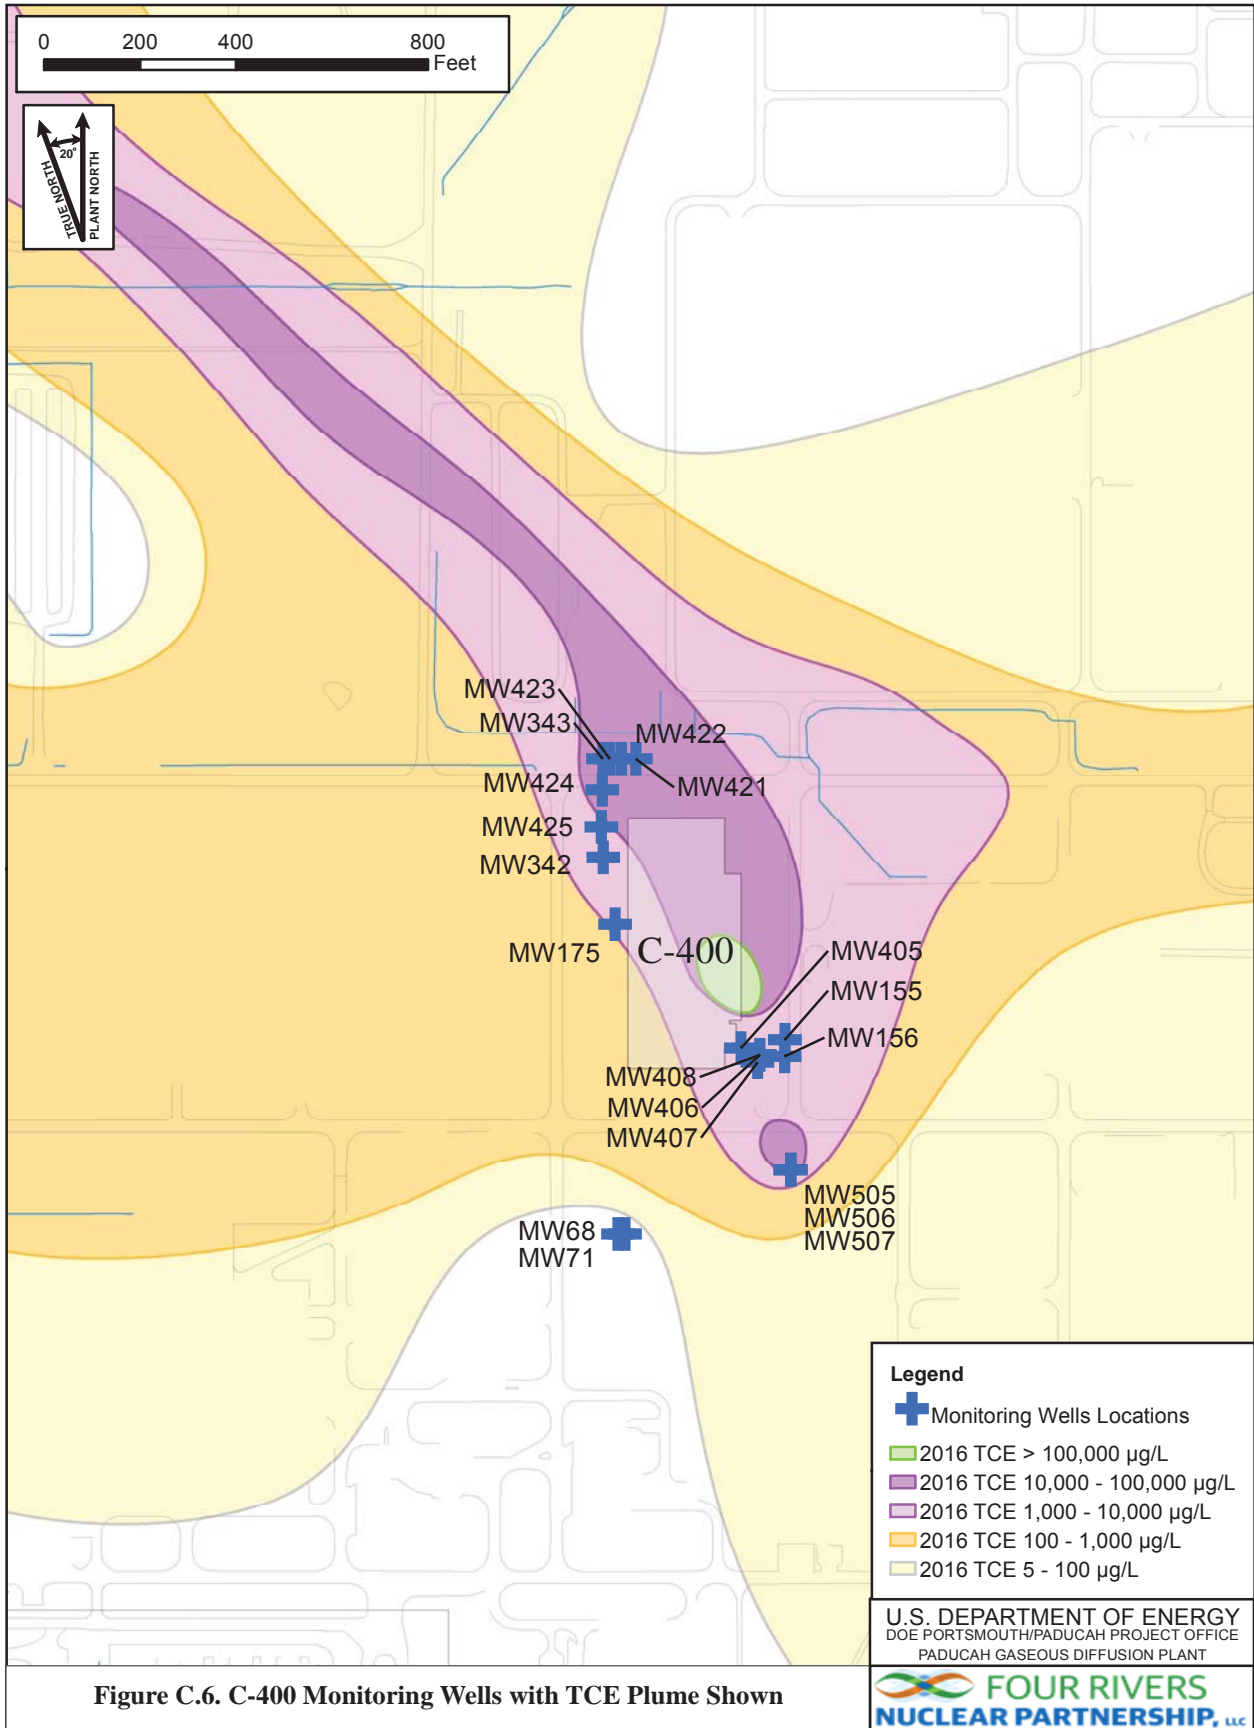 0 200 400 800
Feet
20°
TRUE NORTH
PLANT NORTH
MW423
MW343
MW422
MW424
MW421
MW425
MW342
MW175
C-400
MW405
MW155
MW156
MW408
MW406
MW407
MW505
MW506
MW507
MW68
MW71
Legend
Monitoring Wells Locations
2016 TCE > 100,000 µg/L
2016 TCE 10,000 - 100,000 µg/L
2016 TCE 1,000 - 10,000 µg/L
2016 TCE 100 - 1,000 µg/L
2016 TCE 5 - 100 µg/L
U.S. DEPARTMENT OF ENERGY
DOE PORTSMOUTH/PADUCAH PROJECT OFFICE
PADUCAH GASEOUS DIFFUSION PLANT
Figure C.6. C-400 Monitoring Wells with TCE Plume Shown
FOUR RIVERS
NUCLEAR PARTNERSHIP, LLC